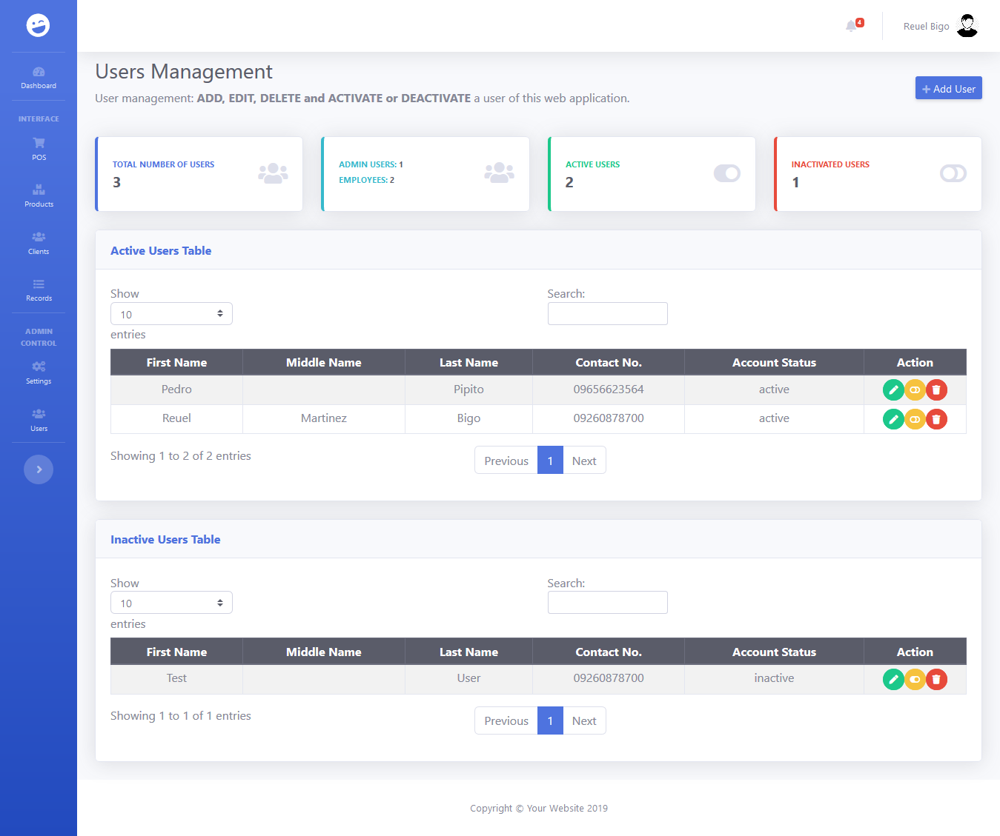 4
Reuel Bigo
Dashboard
INTERFACE
POS
Products
Clients
Records
ADMIN
CONTROL
Settings
Users
Users Management
User management: ADD, EDIT, DELETE and ACTIVATE or DEACTIVATE a user of this web application.
Add User
TOTAL NUMBER OF USERS
3
ADMIN USERS: 1
EMPLOYEES: 2
ACTIVE USERS
2
INACTIVATED USERS
1
Active Users Table
Show
10
entries
Search:
First Name Middle Name Last Name Contact No. Account Status Action
Pedro Pipito 09656623564 active
Reuel Martinez Bigo 09260878700 active
Showing 1 to 2 of 2 entries
Previous 1 Next
Inactive Users Table
Show
10
entries
Search:
First Name Middle Name Last Name Contact No. Account Status Action
Test User 09260878700 inactive
Showing 1 to 1 of 1 entries
Previous 1 Next
Copyright © Your Website 2019